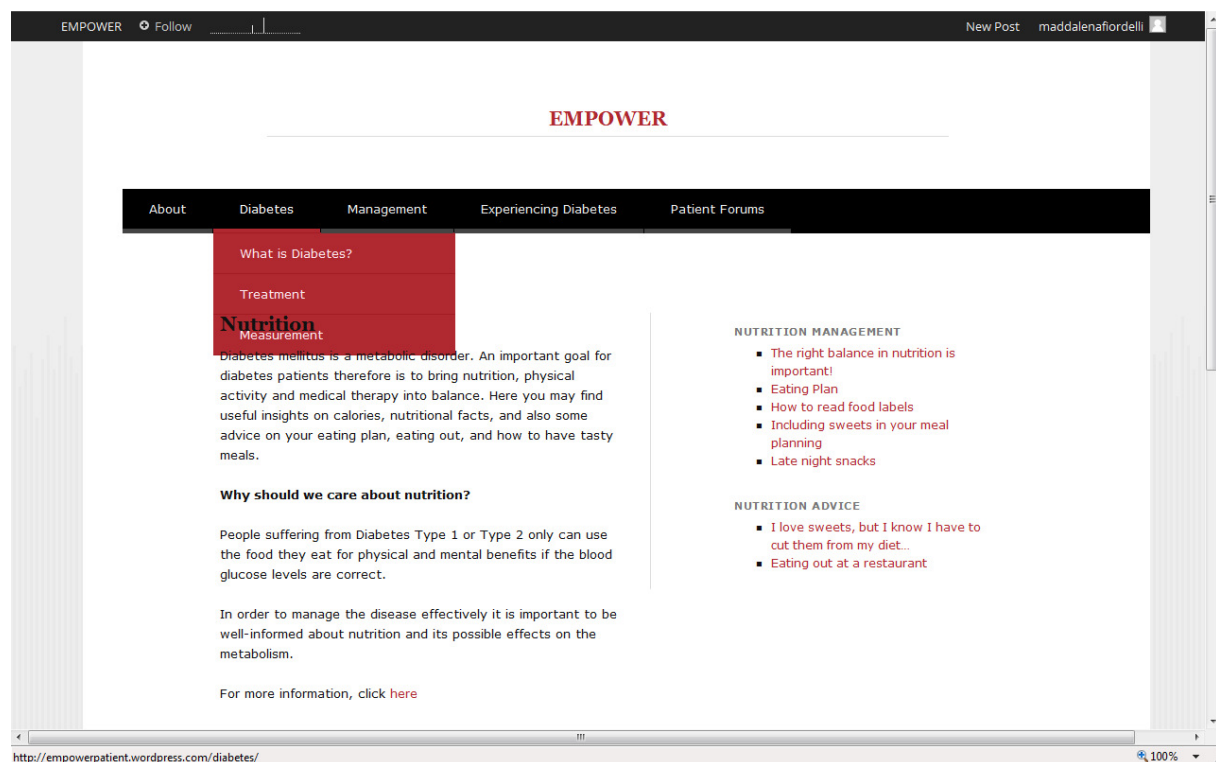 EMPOWER Follow New Post maddalenafiordelli
EMPOWER
About Diabetes Management Experiencing Diabetes Patient Forums
What is Diabetes?
Treatment
Measurement
Nutrition
Diabetes mellitus is a metabolic disorder. An important goal for
diabetes patients therefore is to bring nutrition, physical
activity and medical therapy into balance. Here you may find
useful insights on calories, nutritional facts, and also some
advice on your eating plan, eating out, and how to have tasty
meals.
Why should we care about nutrition?
People suffering from Diabetes Type 1 or Type 2 only can use
the food they eat for physical and mental benefits if the blood
glucose levels are correct.
In order to manage the disease effectively it is important to be
well-informed about nutrition and its possible effects on the
metabolism.
For more information, click here
NUTRITION MANAGEMENT
The right balance in nutrition is
important!
Eating Plan
How to read food labels
Including sweets in your meal
planning
Late night snacks
NUTRITION ADVICE
I love sweets, but I know I have to
cut them from my diet...
Eating out at a restaurant
http://empowerpatient.wordpress.com/diabetes/ 100%